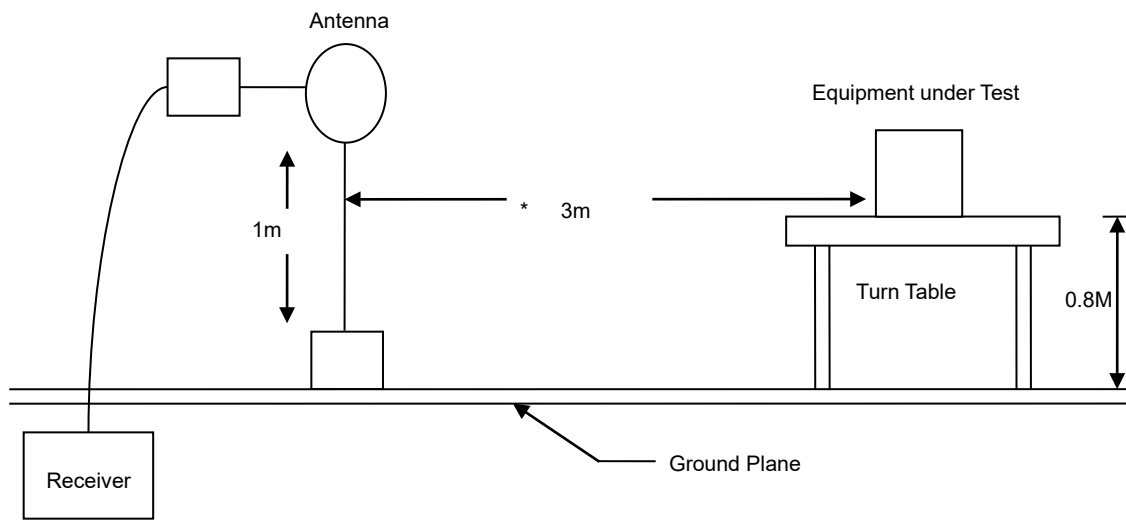 Antenna
Equipment under Test
* 3m
1m
Turn Table
0.8M
Ground Plane
Receiver